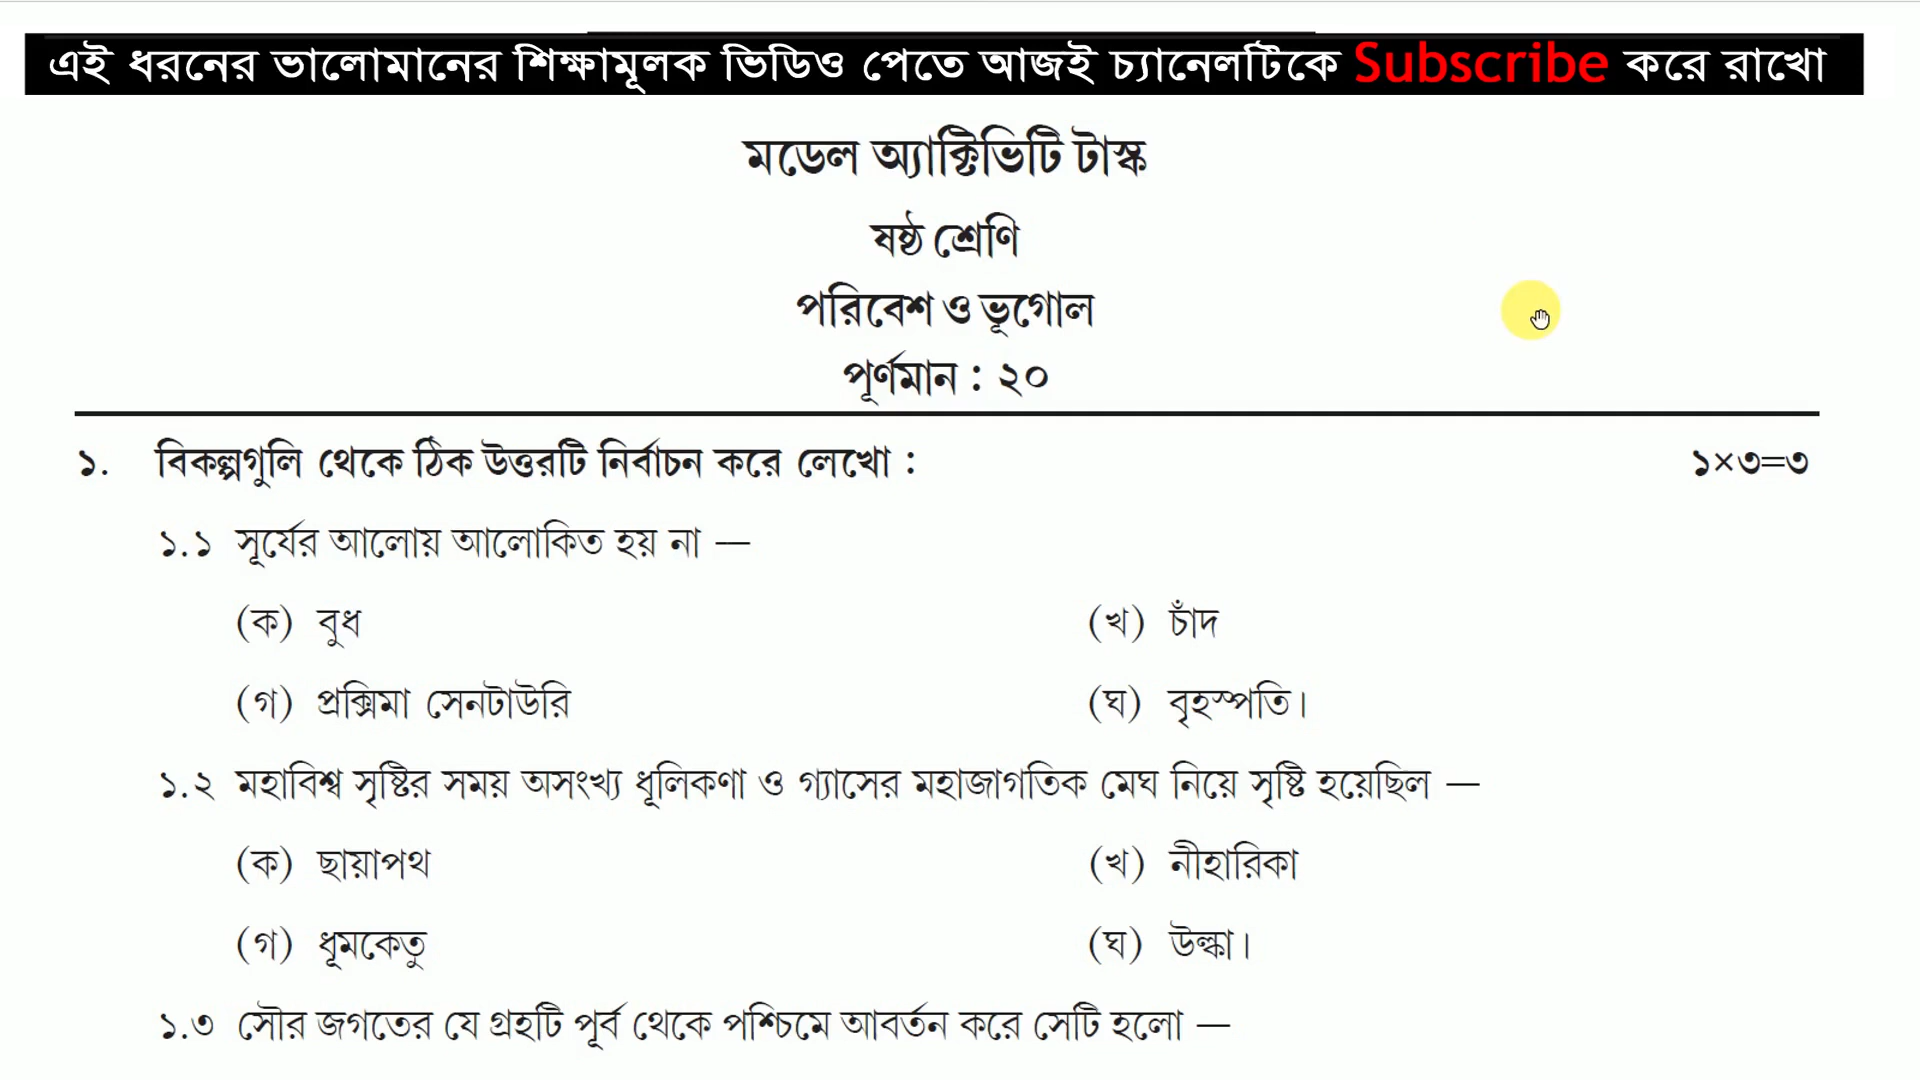 এই ধরনের ভালোমানের শিক্ষামূলক ভিডিও পেতে আজই চ্যানেলটিকে Subscribe করে রাখো
মডেল অ্যাক্টিভিটি টাস্ক
ষষ্ঠ শ্রেণি
পরিবেশ ও ভূগোল
পূর্ণমান : ২০
১. বিকল্পগুলি থেকে ঠিক উত্তরটি নির্বাচন করে লেখো : ১×৩=৩
১.১ সূর্যের আলোয় আলোকিত হয় না —
(ক) বুধ (খ) চাঁদ
(গ) প্রক্সিমা সেনটাউরি (ঘ) বৃহস্পতি।
১.২ মহাবিশ্ব সৃষ্টির সময় অসংখ্য ধূলিকণা ও গ্যাসের মহাজাগতিক মেঘ নিয়ে সৃষ্টি হয়েছিল —
(ক) ছায়াপথ (খ) নীহারিকা
(গ) ধূমকেতু (ঘ) উল্কা।
১.৩ সৌর জগতের যে গ্রহটি পূর্ব থেকে পশ্চিমে আবর্তন করে সেটি হলো —